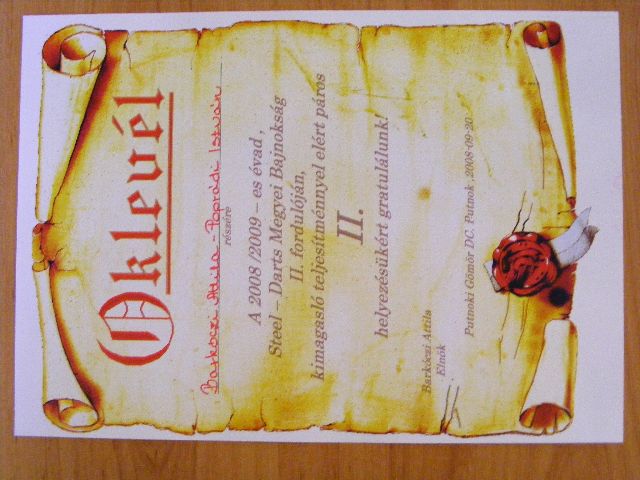 Oklevél
Barkóczi Attila - Poprádi István
részére
A 2008 /2009 – es évad ,
Steel – Darts Megyei Bajnokság
II. fordulóján,
kimagasló teljesítménnyel elért páros
II.
helyezésükért gratulálunk!
Barkóczi Attila
Elnök
Putnoki Gömör DC. Putnok ,2008-09-20